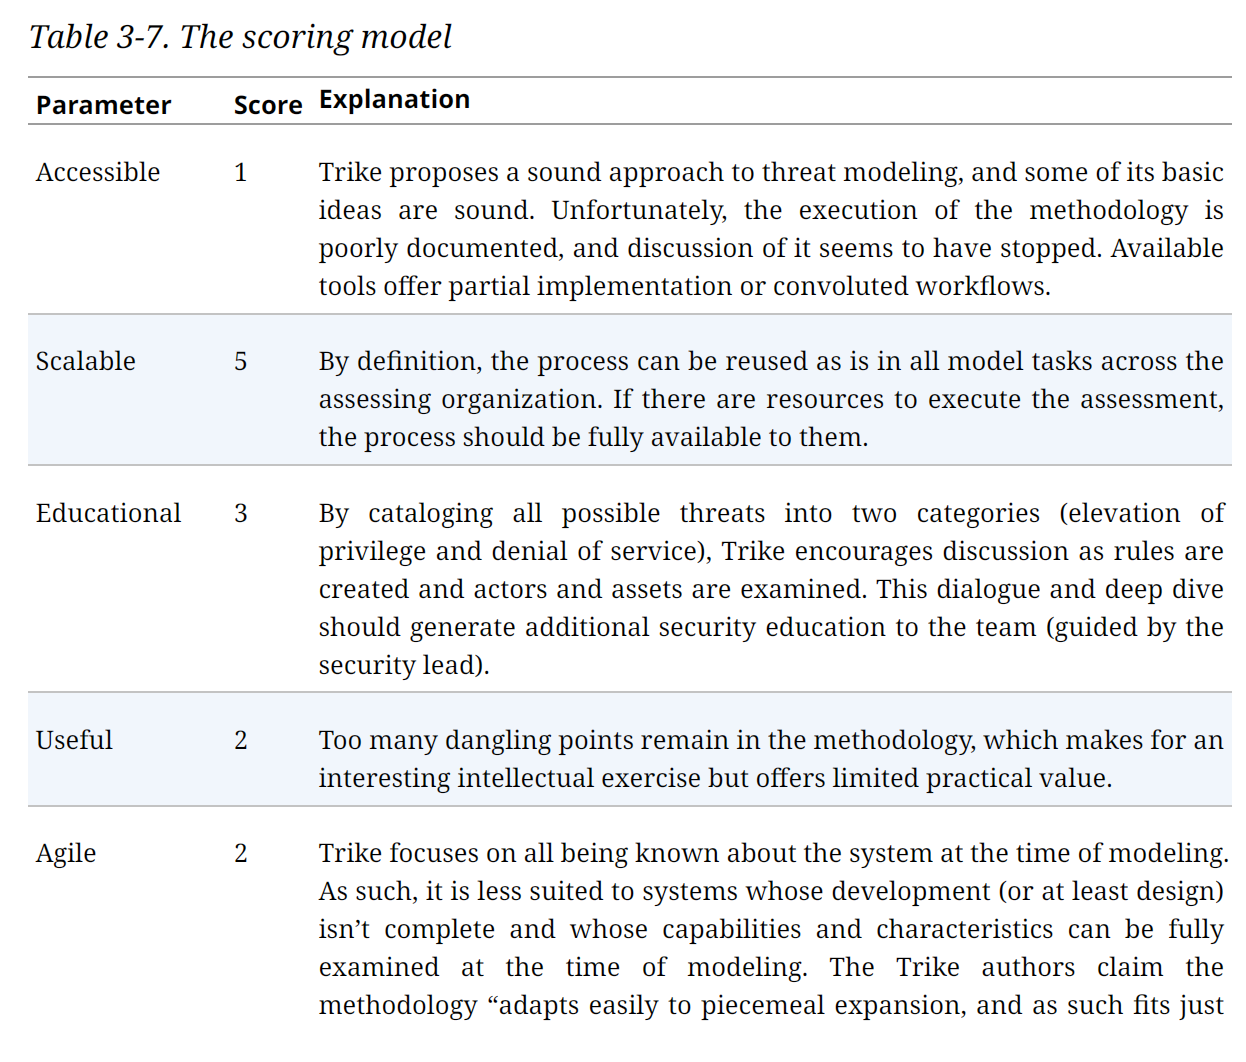 Table 3-7. The scoring model
Parameter Score Explanation
Accessible 1 Trike proposes a sound approach to threat modeling, and some of its basic
ideas are sound. Unfortunately, the execution of the methodology is
poorly documented, and discussion of it seems to have stopped. Available
tools offer partial implementation or convoluted workflows.
Scalable 5 By definition, the process can be reused as is in all model tasks across the
assessing organization. If there are resources to execute the assessment,
the process should be fully available to them.
Educational 3 By cataloging all possible threats into two categories (elevation of
privilege and denial of service), Trike encourages discussion as rules are
created and actors and assets are examined. This dialogue and deep dive
should generate additional security education to the team (guided by the
security lead).
Useful 2 Too many dangling points remain in the methodology, which makes for an
interesting intellectual exercise but offers limited practical value.
Agile 2 Trike focuses on all being known about the system at the time of modeling.
As such, it is less suited to systems whose development (or at least design)
isn’t complete and whose capabilities and characteristics can be fully
examined at the time of modeling. The Trike authors claim the
methodology “adapts easily to piecemeal expansion, and as such fits just